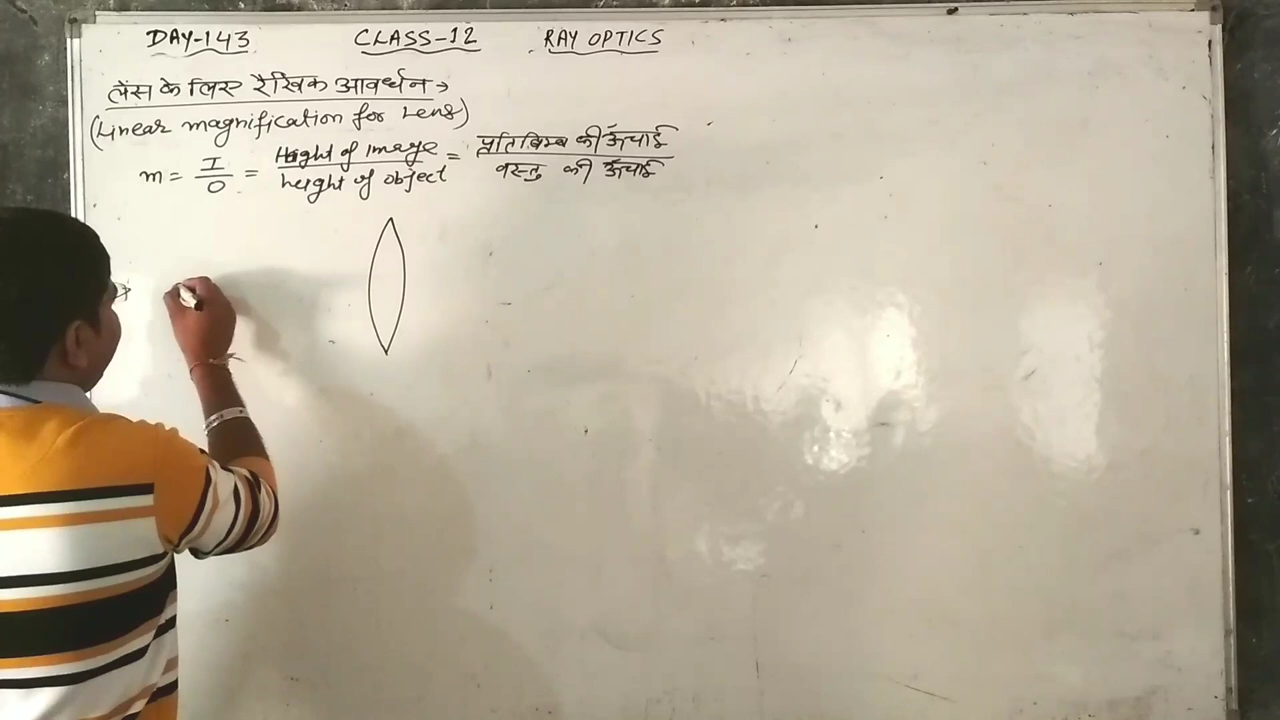 DAY-143 CLASS-12 RAY OPTICS
लेंस के लिए रैखिक आवर्धन →
(Linear magnification for Lens)
m = I/O = Height of Image / height of object = प्रतिबिम्ब की ऊँचाई / वस्तु की ऊँचाई